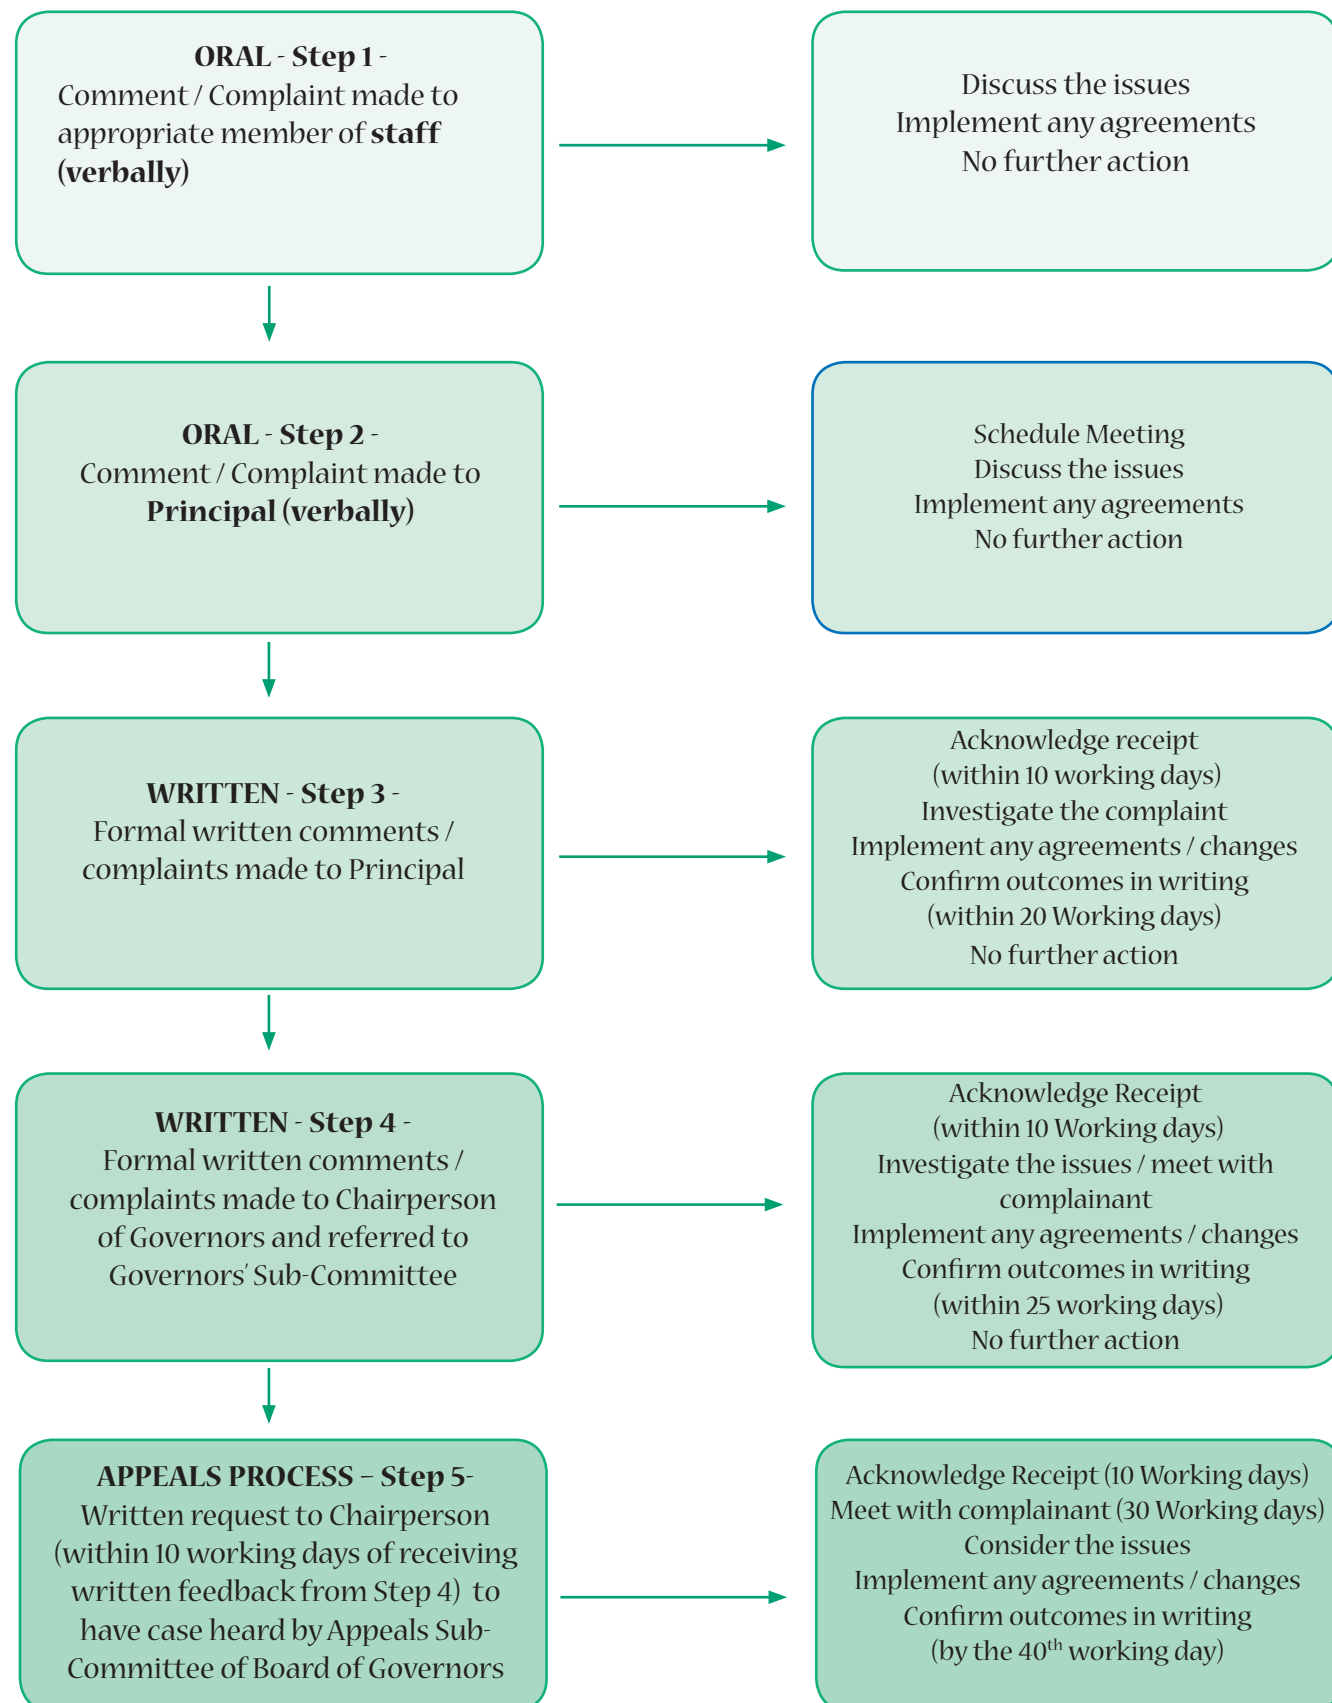 ORAL - Step 1 -
Comment / Complaint made to
appropriate member of staff
(verbally)
Discuss the issues
Implement any agreements
No further action
ORAL - Step 2 -
Comment / Complaint made to
Principal (verbally)
Schedule Meeting
Discuss the issues
Implement any agreements
No further action
WRITTEN - Step 3 -
Formal written comments /
complaints made to Principal
Acknowledge receipt
(within 10 working days)
Investigate the complaint
Implement any agreements / changes
Confirm outcomes in writing
(within 20 Working days)
No further action
WRITTEN - Step 4 -
Formal written comments /
complaints made to Chairperson
of Governors and referred to
Governors' Sub-Committee
Acknowledge Receipt
(within 10 Working days)
Investigate the issues / meet with
complainant
Implement any agreements / changes
Confirm outcomes in writing
(within 25 working days)
No further action
APPEALS PROCESS – Step 5-
Written request to Chairperson
(within 10 working days of receiving
written feedback from Step 4) to
have case heard by Appeals Sub-
Committee of Board of Governors
Acknowledge Receipt (10 Working days)
Meet with complainant (30 Working days)
Consider the issues
Implement any agreements / changes
Confirm outcomes in writing
(by the 40th working day)